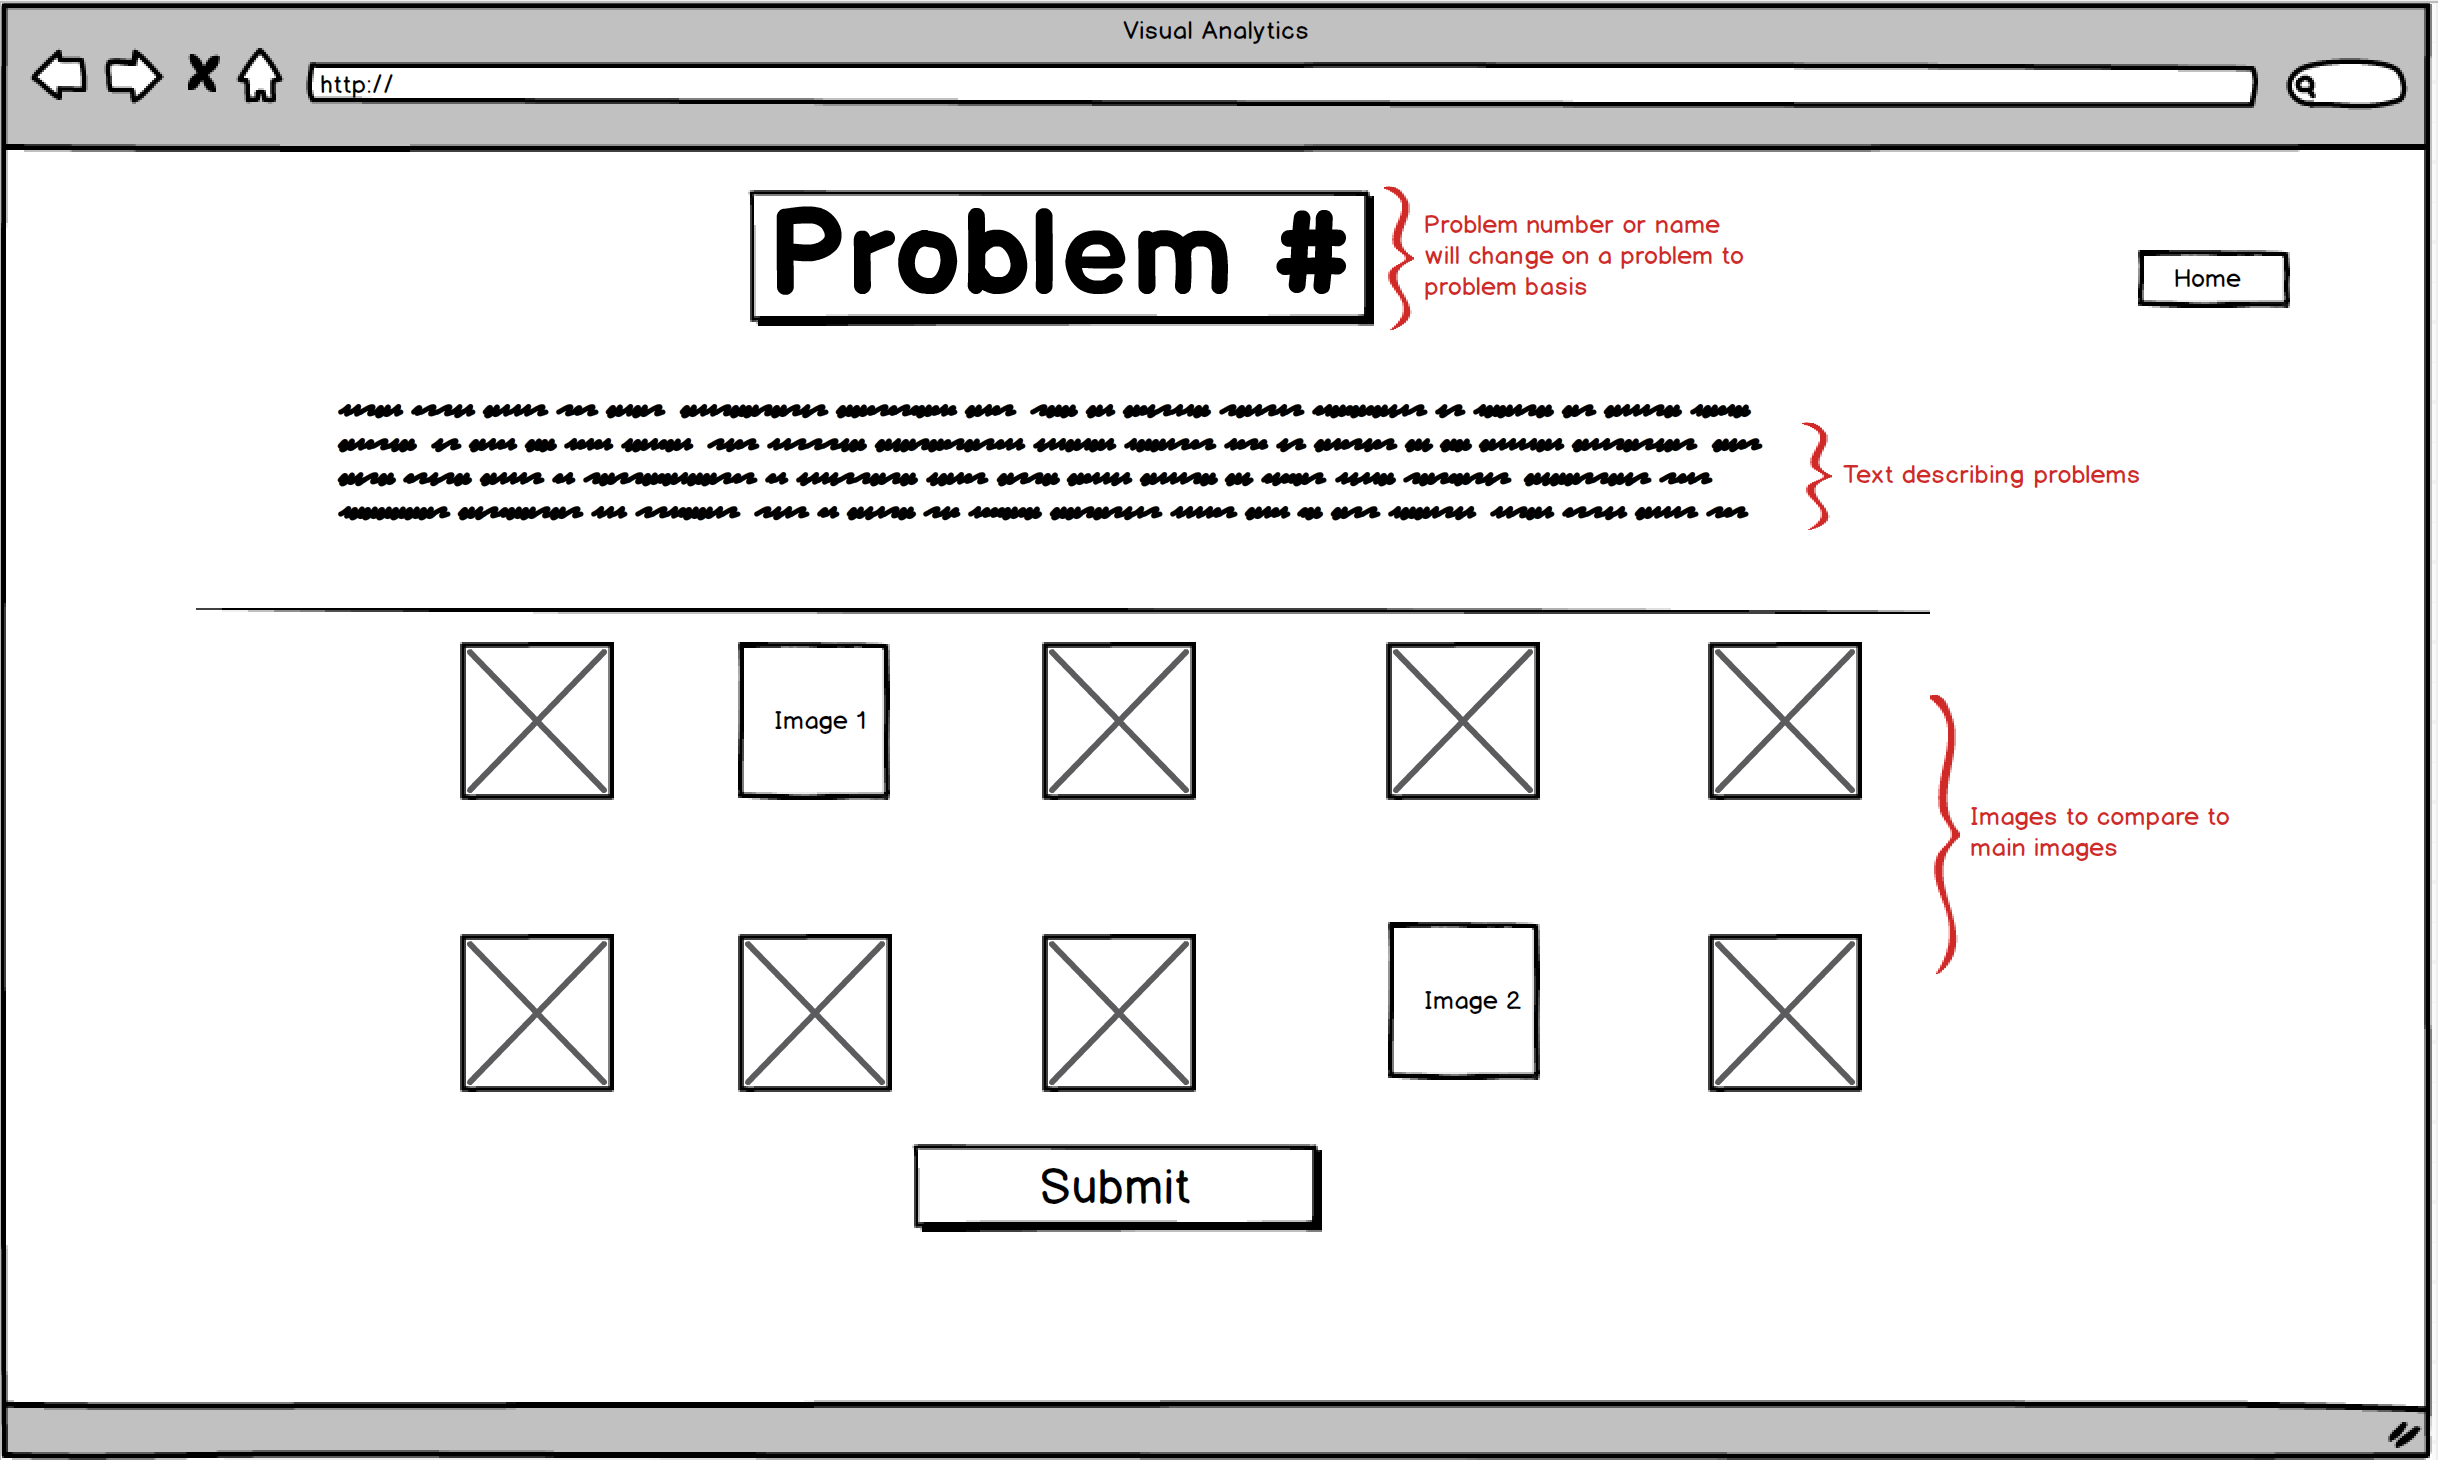 Visual Analytics
http://
Problem #
Problem number or name
will change on a problem to
problem basis
Home
Text describing problems
Image 1
Images to compare to
main images
Image 2
Submit